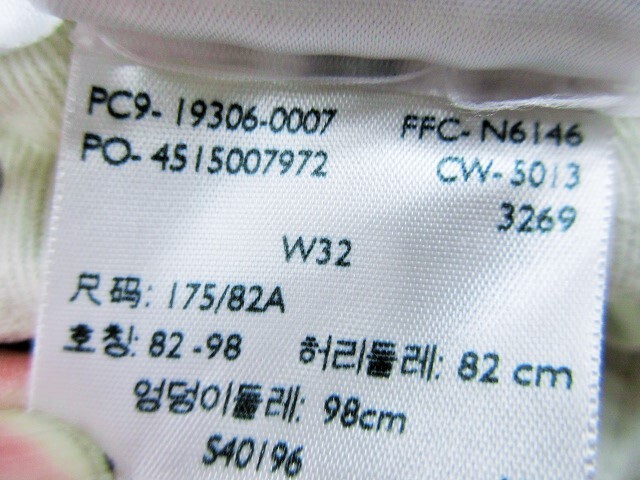 PC9- 19306-0007 FFC- N6146
PO- 4515007972 CW- 5013
3269
W32
尺码: 175/82A
호칭: 82 -98 허리둘레: 82 cm
엉덩이둘레: 98cm
S40196